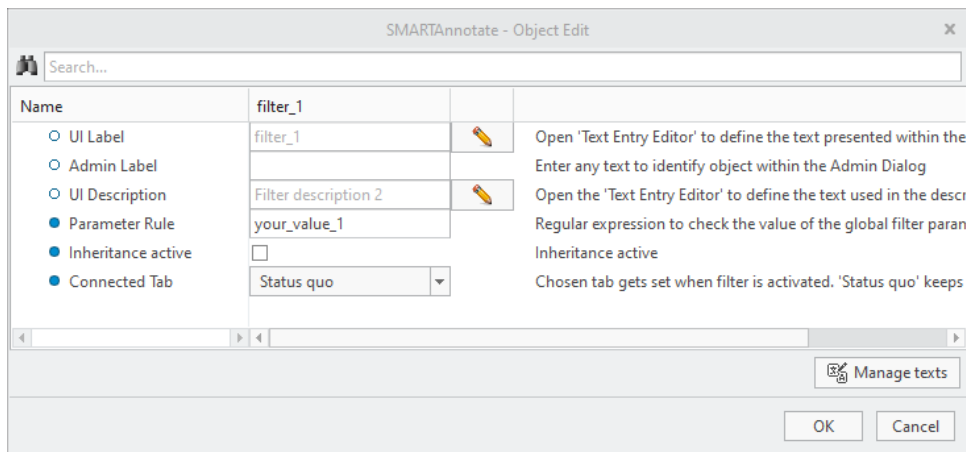 SMARTAnnotate - Object Edit
Search...
Name filter_1
UI Label filter_1 Open 'Text Entry Editor' to define the text presented within the
Admin Label Enter any text to identify object within the Admin Dialog
UI Description Filter description 2 Open the 'Text Entry Editor' to define the text used in the descr
Parameter Rule your_value_1 Regular expression to check the value of the global filter param
Inheritance active Inheritance active
Connected Tab Status quo Chosen tab gets set when filter is activated. 'Status quo' keeps
Manage texts
OK Cancel